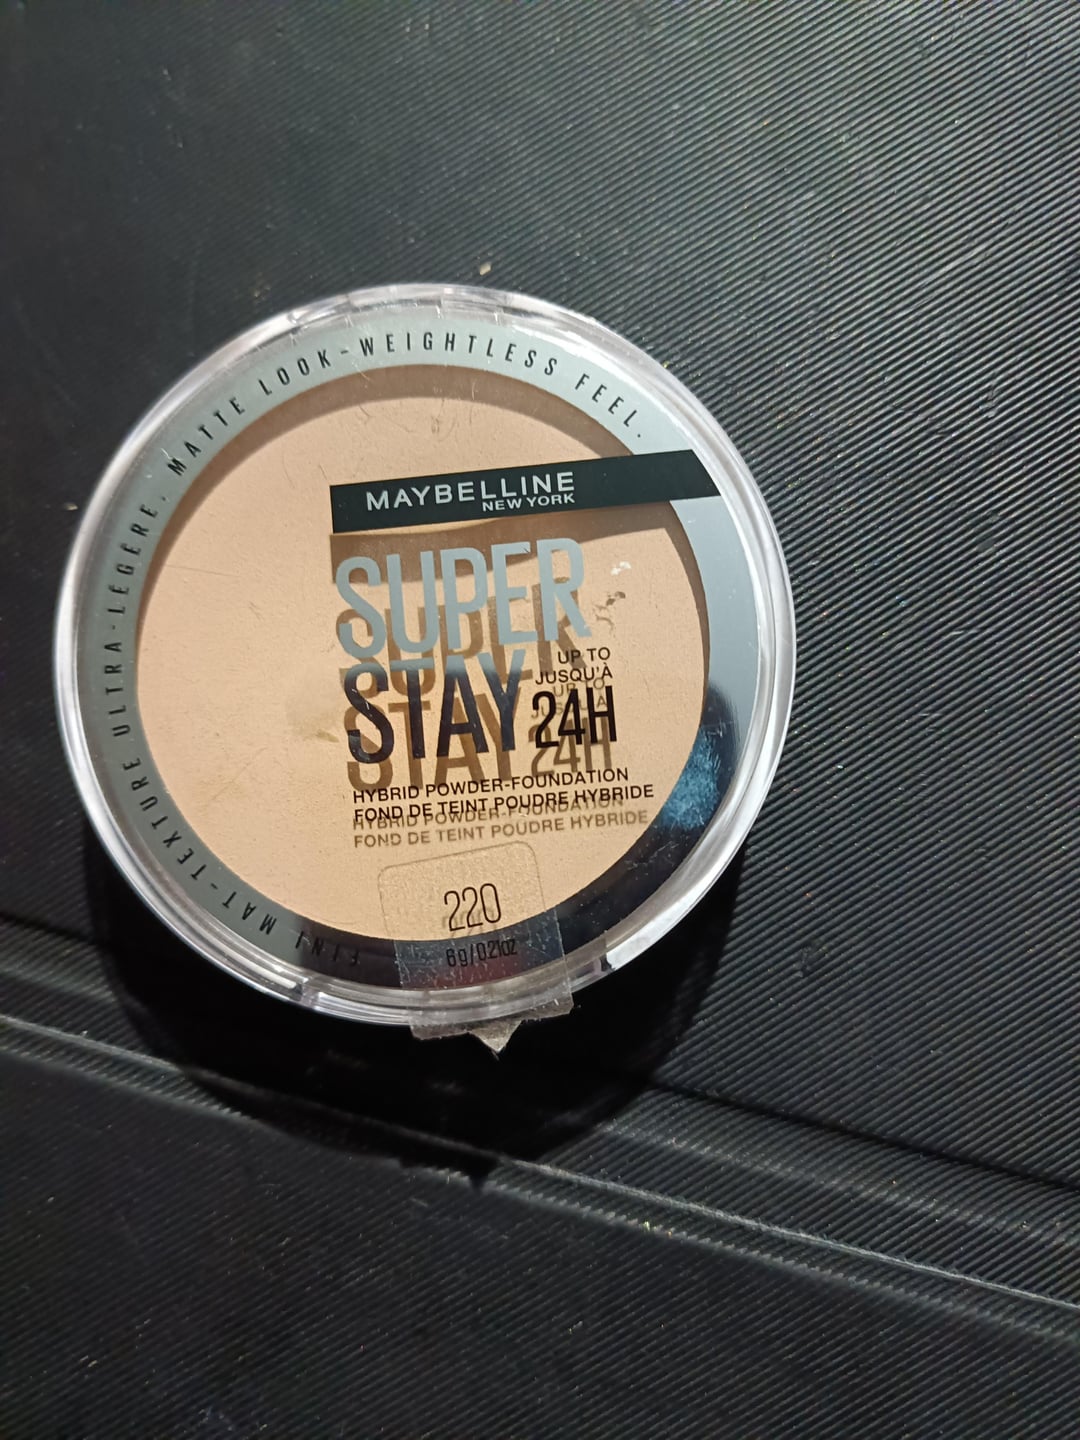 MATTE LOOK-WEIGHTLESS FEEL.
FINI MAT-TEXTURE ULTRA-LÉGÈRE.
MAYBELLINE
NEW YORK
SUPER
STAY
UP TO
JUSQU'À
24H
HYBRID POWDER-FOUNDATION
FOND DE TEINT POUDRE HYBRIDE
220
6g/0.21oz